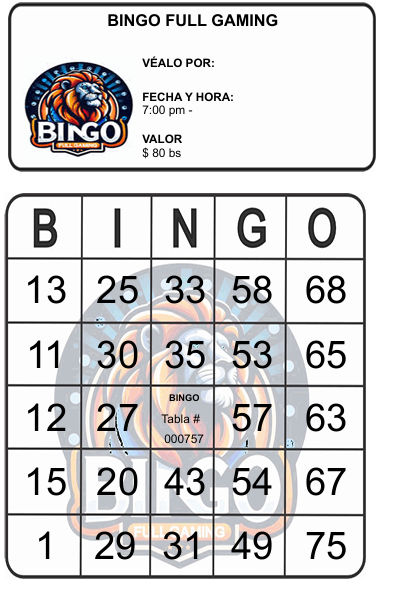 BINGO FULL GAMING
VÉALO POR:
FECHA Y HORA:
7:00 pm -
VALOR
$ 80 bs
BINGO
FULL GAMING
B I N G O
13 25 33 58 68
11 30 35 53 65
12 27 BINGO Tabla # 000757 57 63
15 20 43 54 67
1 29 31 49 75
BINGO
FULL GAMING